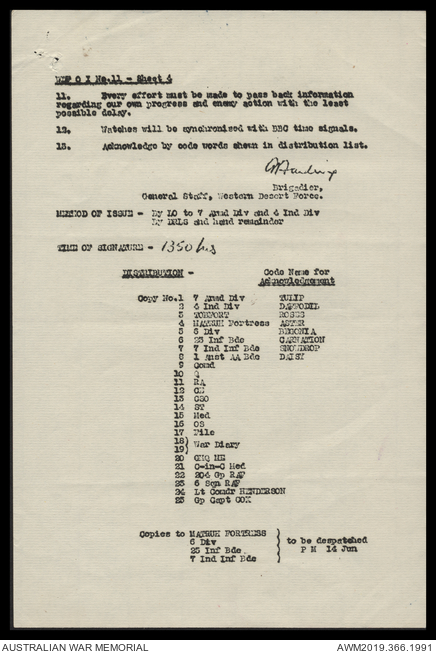 WDF O I No.11 - Sheet 4
11. Every effort must be made to pass back information
regarding our own progress and enemy action with the least
possible delay.
12. Watches will be synchronised with BBC time signals.
13. Acknowledge by code words shewn in distribution list.
Brigadier,
General Staff, Western Desert Force.
METHOD OF ISSUE - By LO to 7 Armd Div and 4 Ind Div
By DRLS and hand remainder
TIME OF SIGNATURE - 1350 hrs
DISTRIBUTION - Code Name for
Acknowledgement
Copy No.1 7 Armd Div TULIP
2 4 Ind Div DAFFODIL
3 TOBFORT ROSES
4 MATRUH Fortress ASTER
5 6 Div BEGONIA
6 23 Inf Bde CARNATION
7 7 Ind Inf Bde SNOWDROP
8 1 Aust AA Bde DAISY
9 Comd
10 Q
11 RA
12 CE
13 CSO
14 ST
15 Med
16 OS
17 File
18)
19) War Diary
20 GHQ ME
21 C-in-C Med
22 204 Gp RAF
23 6 Sqn RAF
24 Lt Comdr HENDERSON
25 Gp Capt COX
Copies to MATRUH FORTRESS )
6 Div ) to be despatched
23 Inf Bde. ) P M 14 Jun
7 Ind Inf Bde )
AUSTRALIAN WAR MEMORIAL AWM2019.366.1991